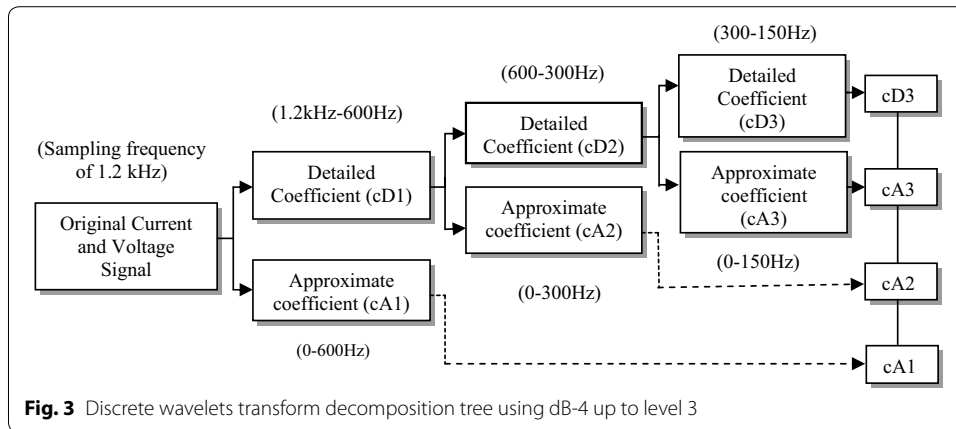 (Sampling frequency
of 1.2 kHz)
Original Current
and Voltage
Signal
(1.2kHz-600Hz)
Detailed
Coefficient (cD1)
Approximate
coefficient (cA1)
(0-600Hz)
(600-300Hz)
Detailed
Coefficient (cD2)
Approximate
coefficient (cA2)
(0-300Hz)
(300-150Hz)
Detailed
Coefficient
(cD3)
Approximate
coefficient
(cA3)
(0-150Hz)
cD3
cA3
cA2
cA1
Fig. 3 Discrete wavelets transform decomposition tree using dB-4 up to level 3